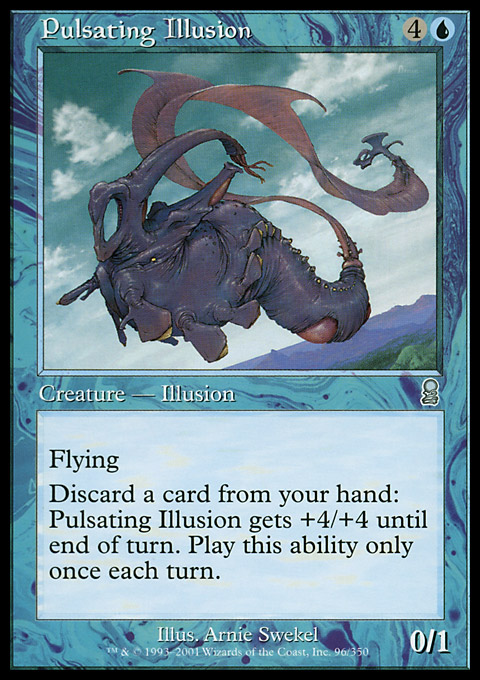 Pulsating Illusion 4
Creature — Illusion
Flying
Discard a card from your hand:
Pulsating Illusion gets +4/+4 until
end of turn. Play this ability only
once each turn.
Illus. Arnie Swekel
™ & © 1993–2001 Wizards of the Coast, Inc. 96/350
0/1